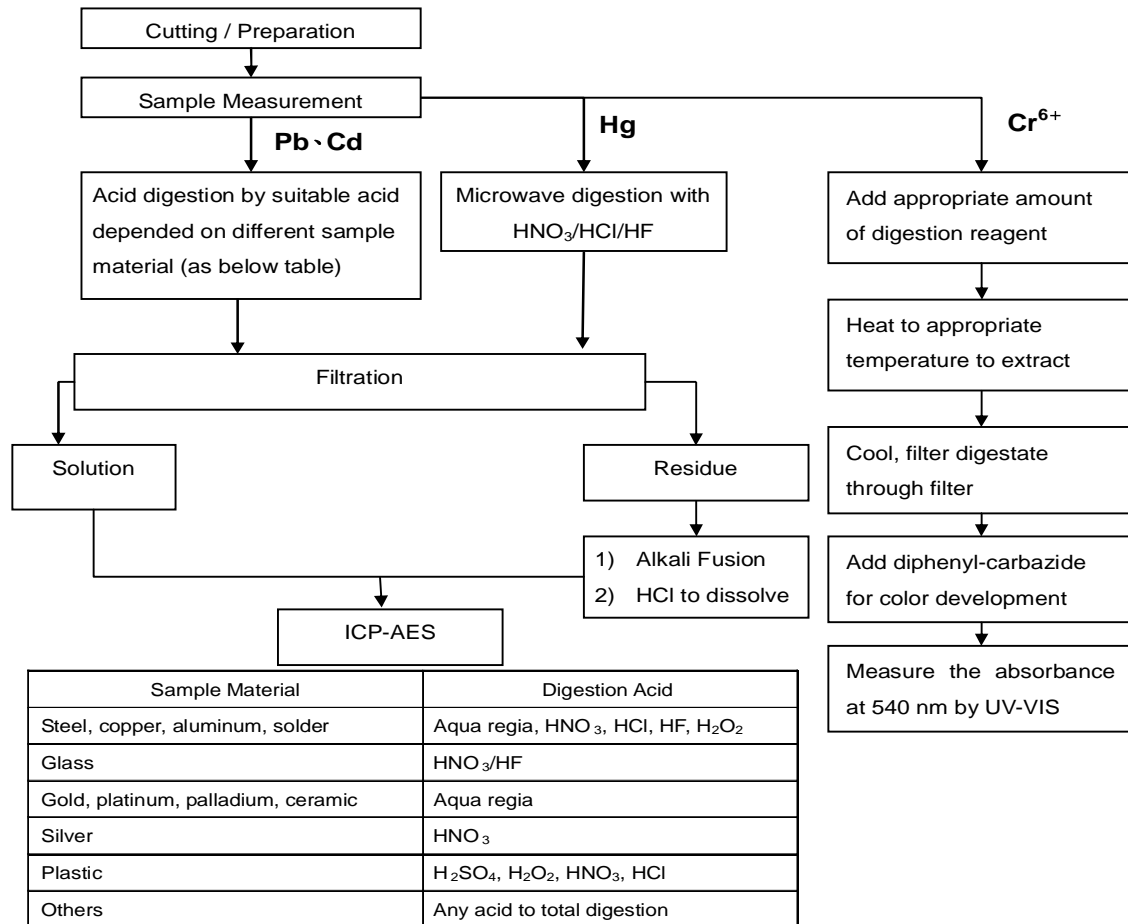 Cutting / Preparation
Sample Measurement
Pb、Cd
Hg
Cr⁶⁺
Acid digestion by suitable acid
depended on different sample
material (as below table)
Microwave digestion with
HNO₃/HCl/HF
Add appropriate amount
of digestion reagent
Heat to appropriate
temperature to extract
Filtration
Solution
Residue
Cool, filter digestate
through filter
1) Alkali Fusion
2) HCl to dissolve
Add diphenyl-carbazide
for color development
ICP-AES
Measure the absorbance
at 540 nm by UV-VIS
Sample Material Digestion Acid
Steel, copper, aluminum, solder Aqua regia, HNO₃, HCl, HF, H₂O₂
Glass HNO₃/HF
Gold, platinum, palladium, ceramic Aqua regia
Silver HNO₃
Plastic H₂SO₄, H₂O₂, HNO₃, HCl
Others Any acid to total digestion